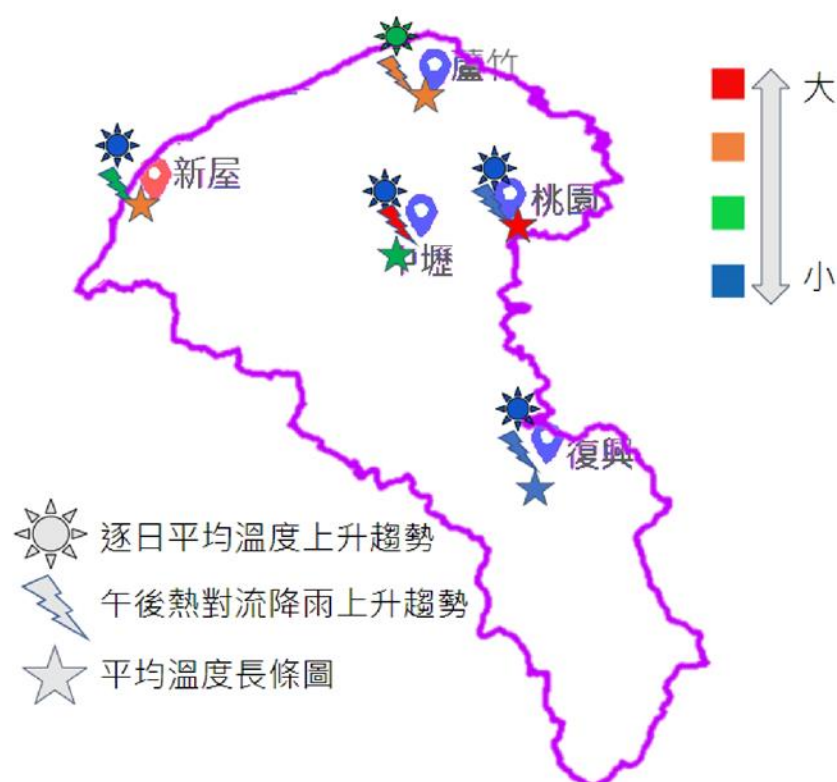 蘆竹
大
新屋
桃園
中壢
小
復興
逐日平均溫度上升趨勢
午後熱對流降雨上升趨勢
平均溫度長條圖